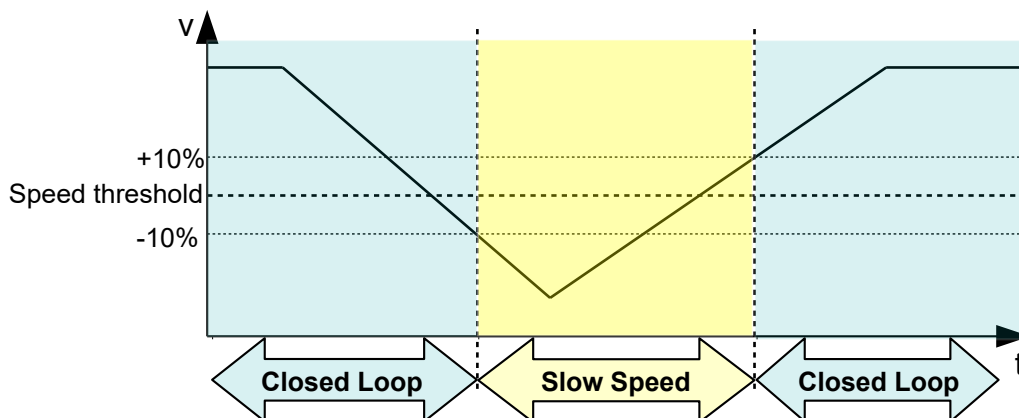 v
+10%
Speed threshold
-10%
t
Closed Loop
Slow Speed
Closed Loop